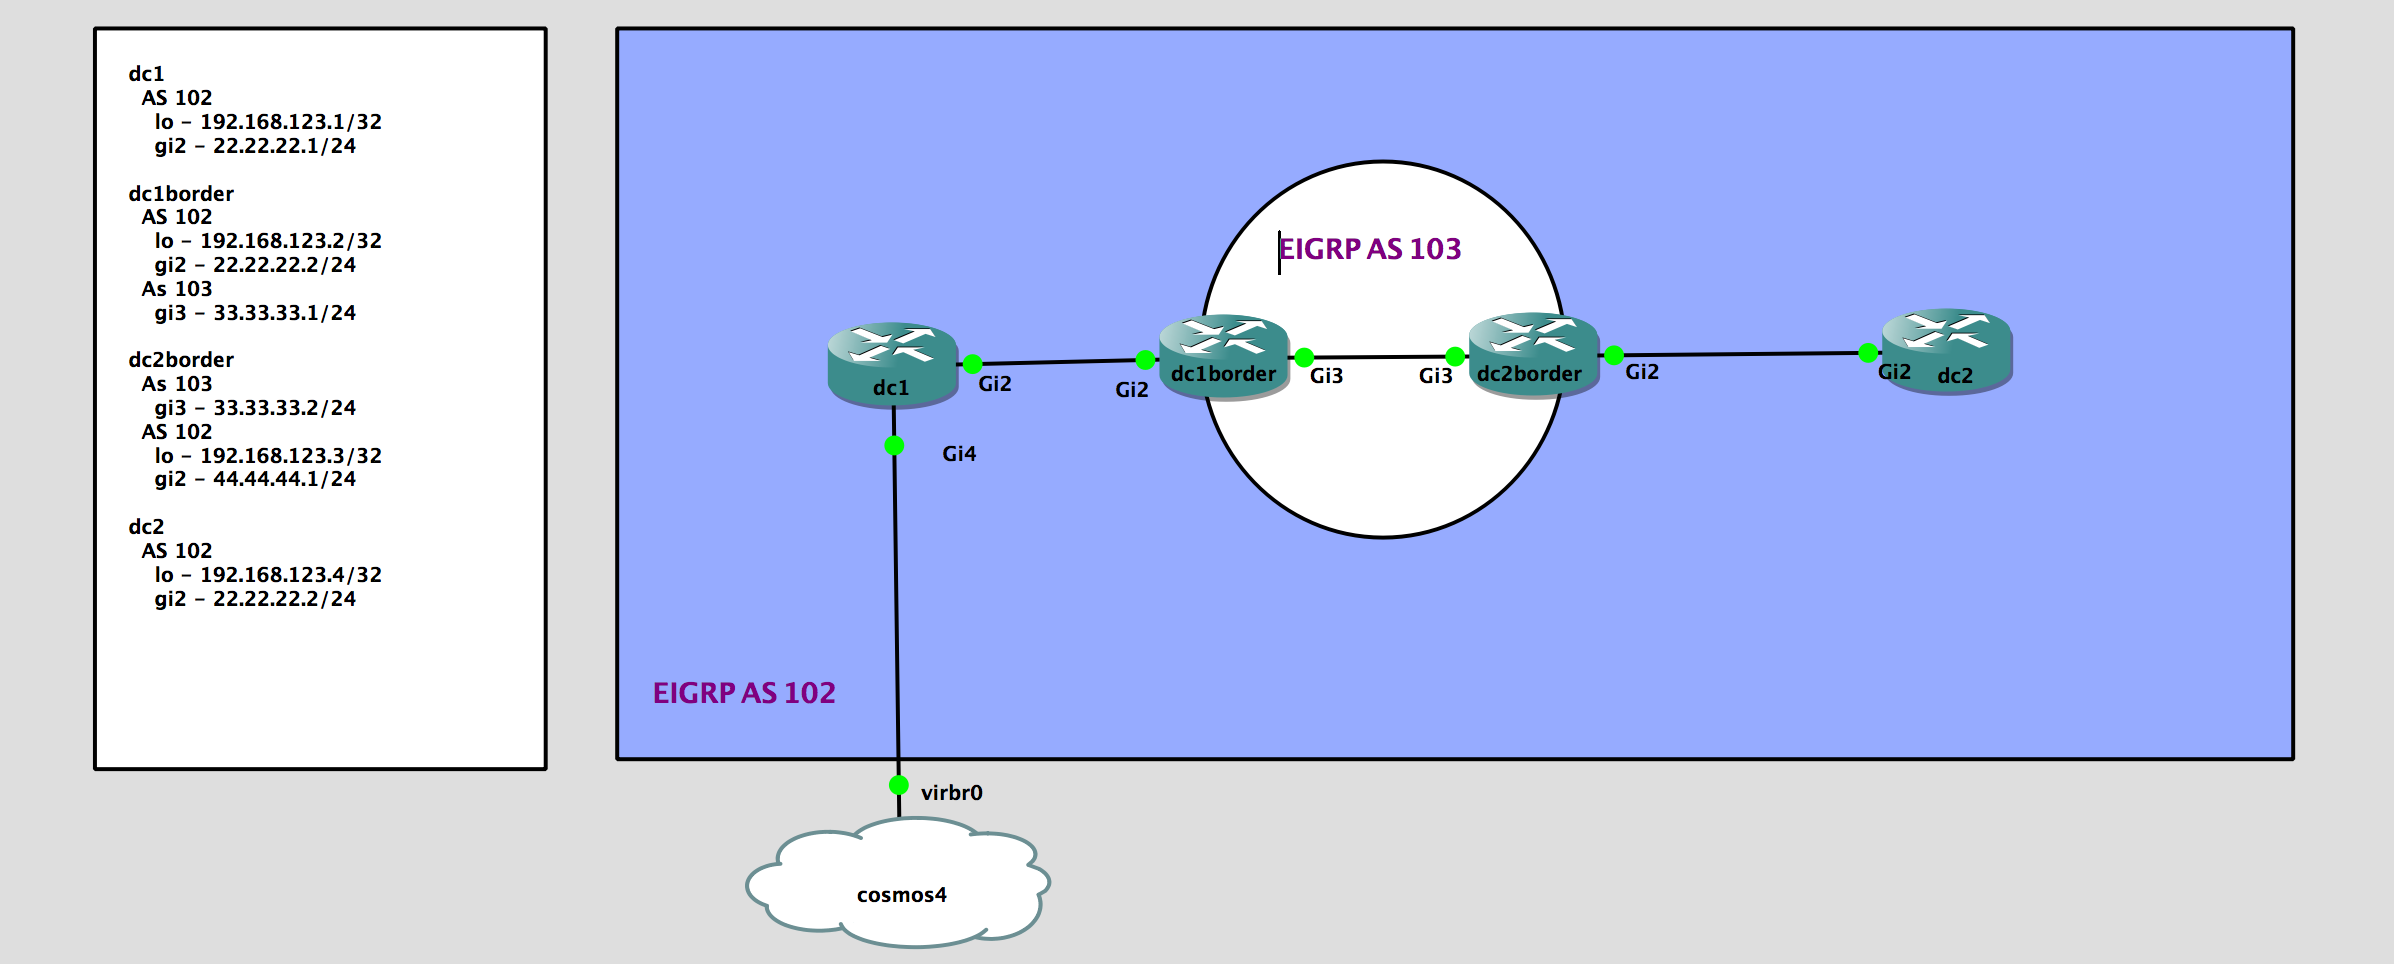 dc1
AS 102
lo - 192.168.123.1/32
gi2 - 22.22.22.1/24
dc1border
AS 102
lo - 192.168.123.2/32
gi2 - 22.22.22.2/24
As 103
gi3 - 33.33.33.1/24
dc2border
As 103
gi3 - 33.33.33.2/24
AS 102
lo - 192.168.123.3/32
gi2 - 44.44.44.1/24
dc2
AS 102
lo - 192.168.123.4/32
gi2 - 22.22.22.2/24
EIGRP AS 103
dc1
Gi2
Gi2
dc1border
Gi3
Gi3
dc2border
Gi2
Gi2
dc2
Gi4
EIGRP AS 102
virbr0
cosmos4